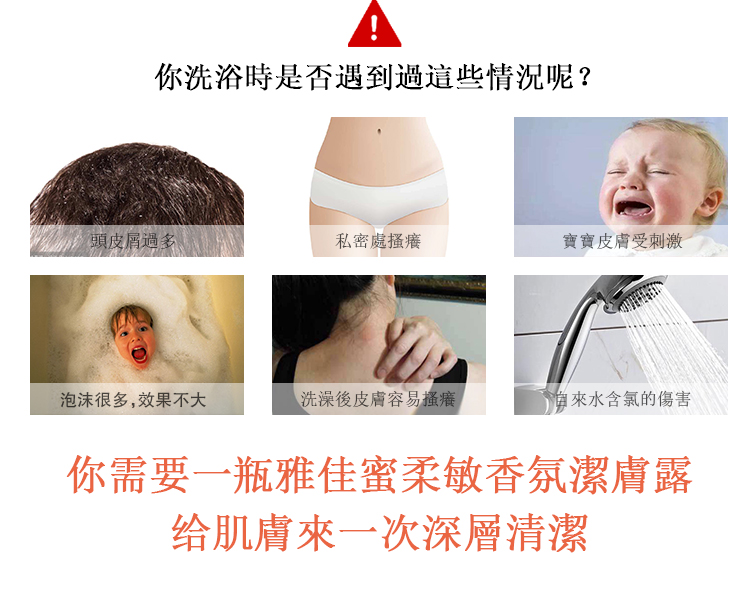 你洗浴時是否遇到過這些情況呢？
頭皮屑過多
私密處搔癢
寶寶皮膚受刺激
泡沫很多,效果不大
洗澡後皮膚容易搔癢
自來水含氯的傷害
你需要一瓶雅佳蜜柔敏香氛潔膚露
给肌膚來一次深層清潔